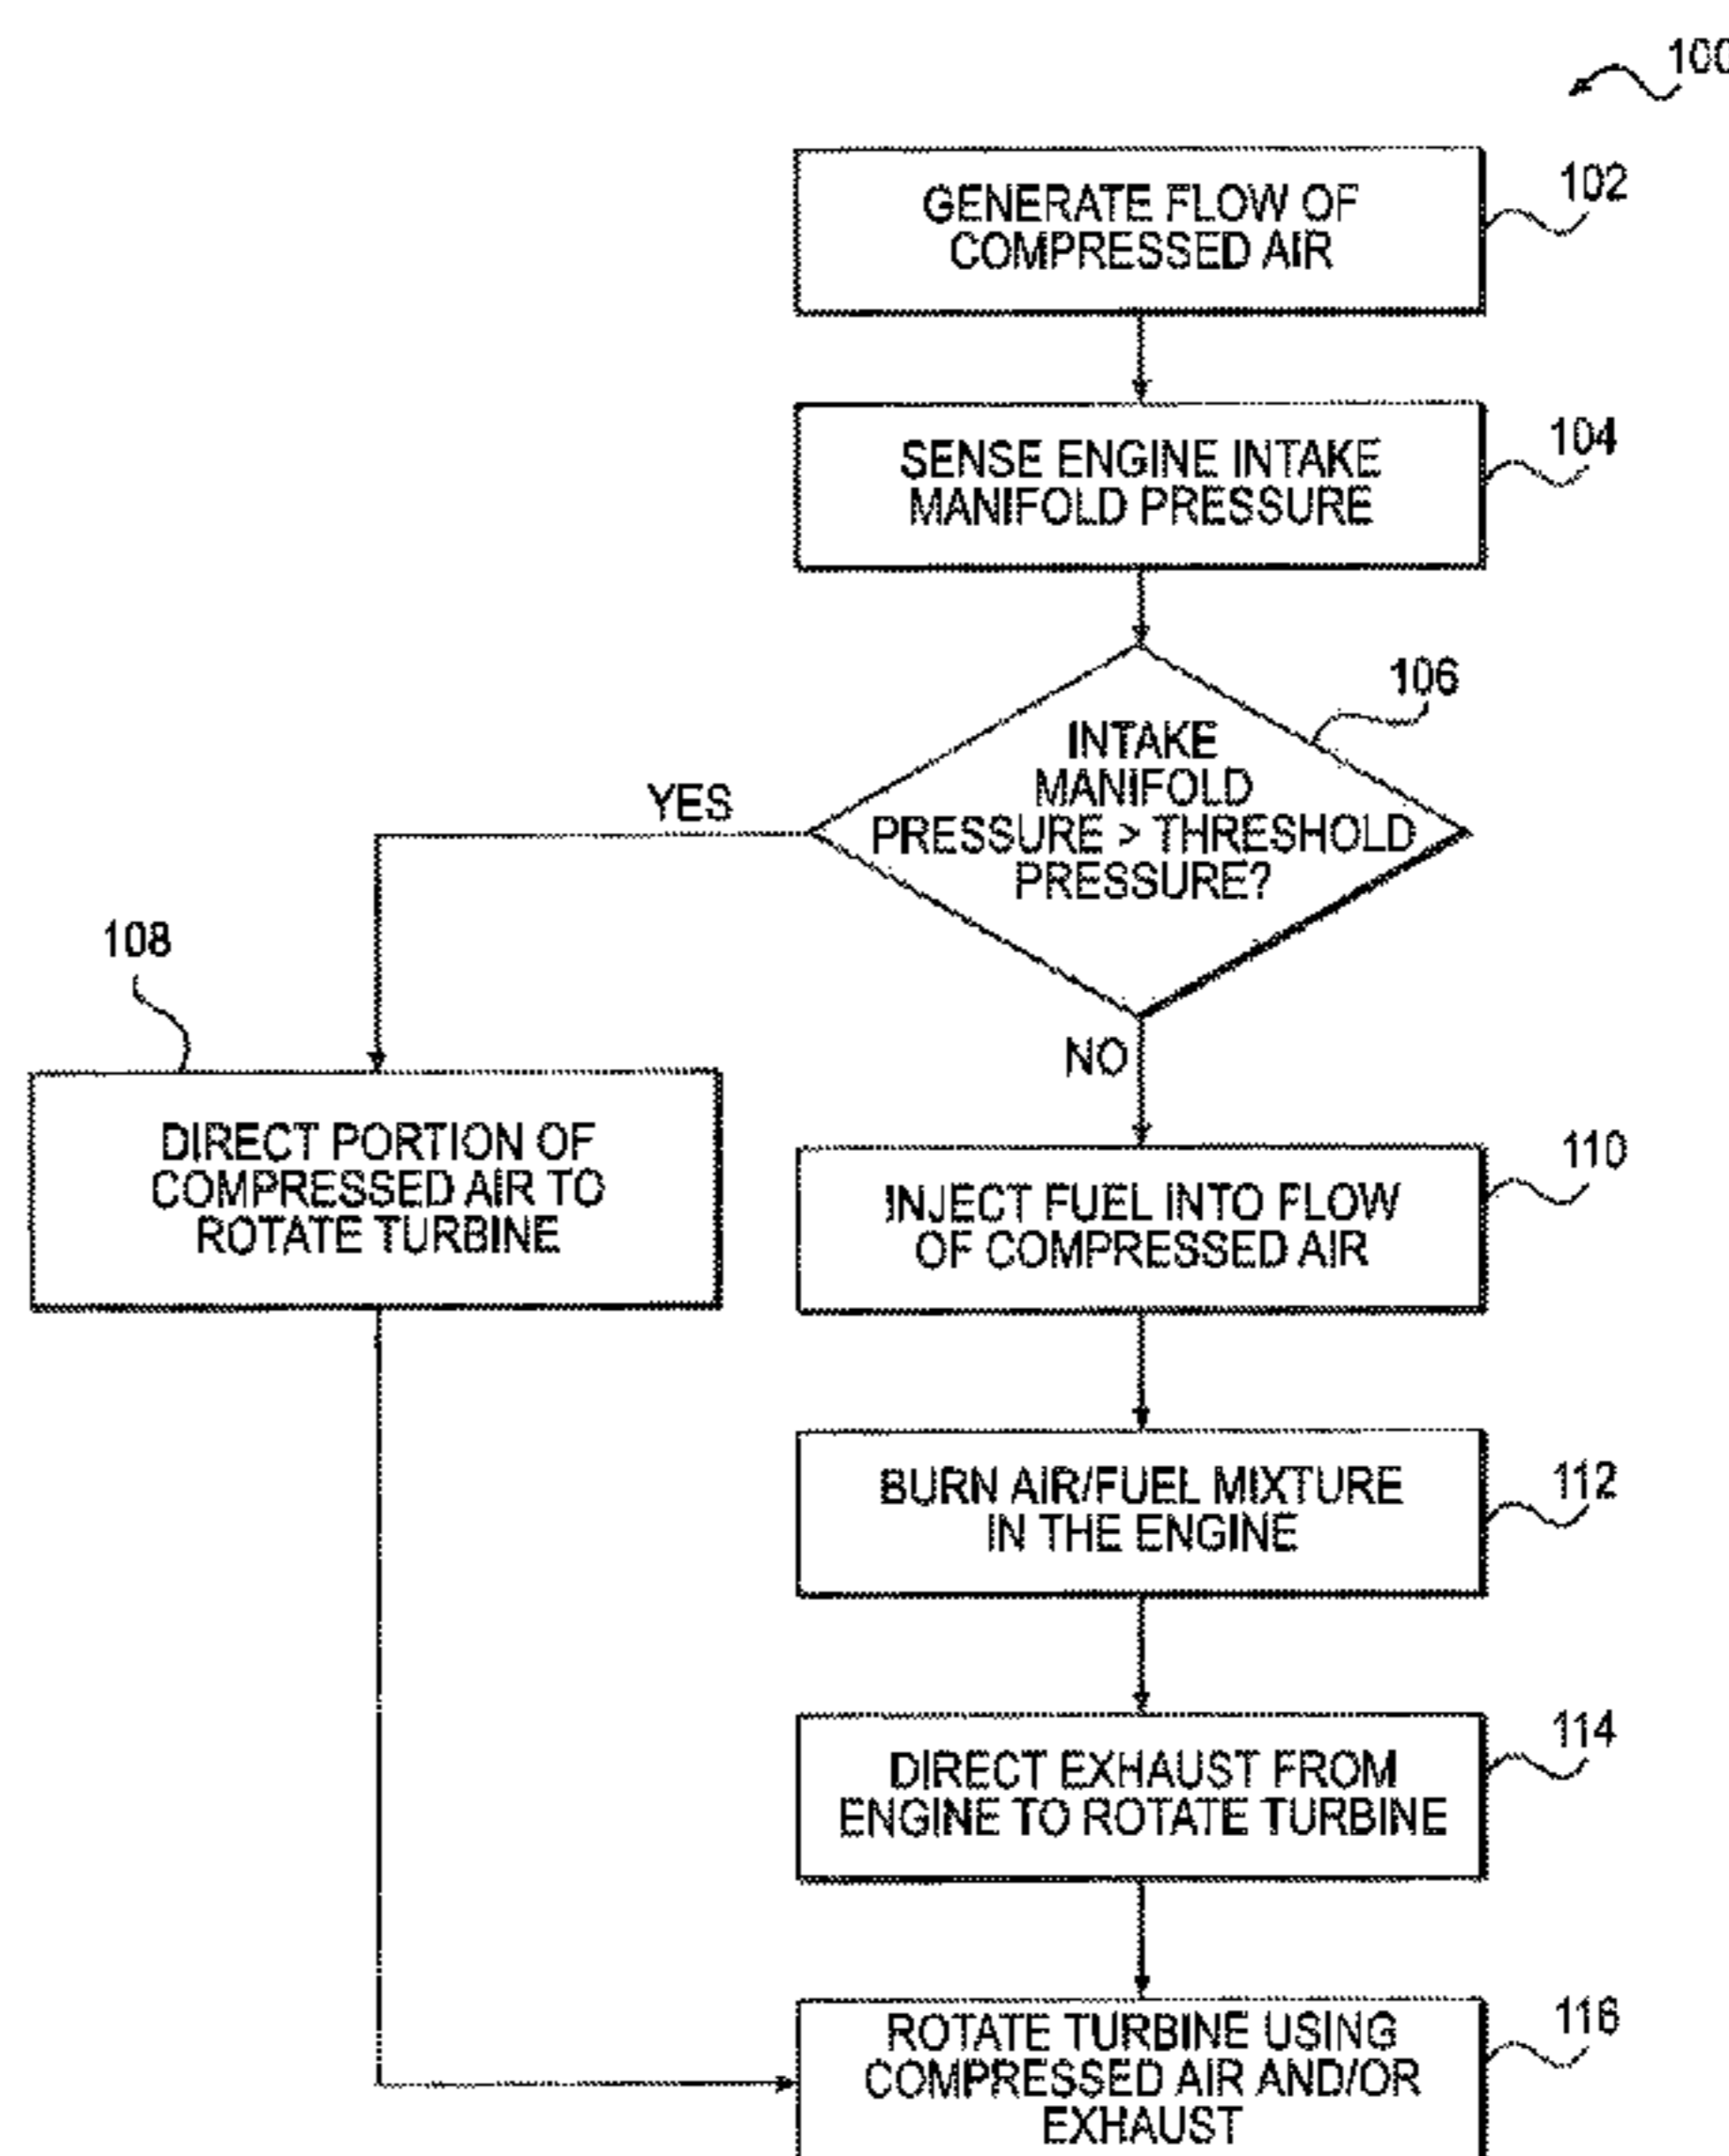 100
GENERATE FLOW OF
COMPRESSED AIR
102
SENSE ENGINE INTAKE
MANIFOLD PRESSURE
104
INTAKE
MANIFOLD
PRESSURE > THRESHOLD
PRESSURE?
106
YES
NO
108
DIRECT PORTION OF
COMPRESSED AIR TO
ROTATE TURBINE
INJECT FUEL INTO FLOW
OF COMPRESSED AIR
110
BURN AIR/FUEL MIXTURE
IN THE ENGINE
112
DIRECT EXHAUST FROM
ENGINE TO ROTATE TURBINE
114
ROTATE TURBINE USING
COMPRESSED AIR AND/OR
EXHAUST
116